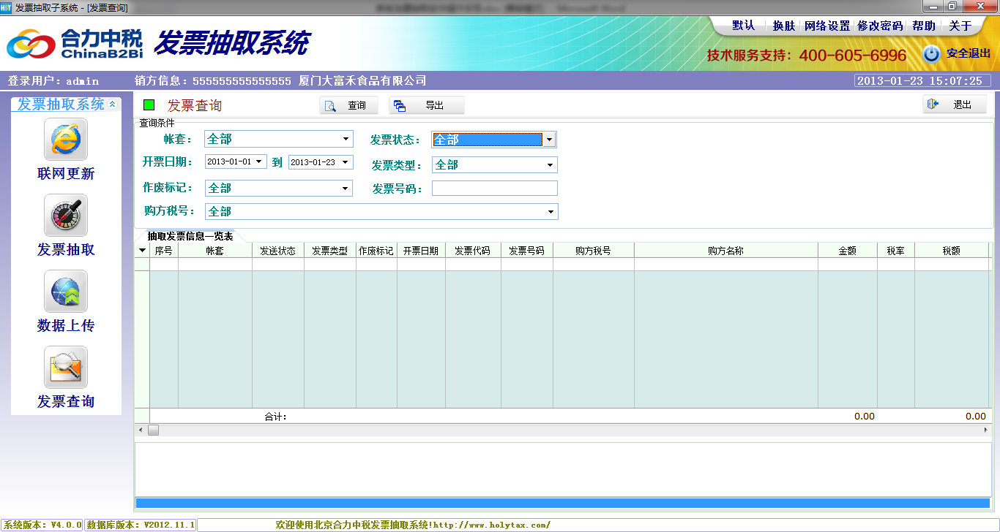 发票抽取子系统 - [发票查询]
合力中税
ChinaB2Bi
发票抽取系统
默认 换肤 网络设置 修改密码 帮助 关于
技术服务支持：400-605-6996 安全退出
登录用户：admin 销方信息：555555555555555 厦门大富禾食品有限公司 2013-01-23 15:07:25
发票抽取系统
联网更新
发票抽取
数据上传
发票查询
发票查询 查询 导出 退出
查询条件
帐套： 全部 发票状态： 全部
开票日期： 2013-01-01 到 2013-01-23 发票类型： 全部
作废标记： 全部 发票号码：
购方税号： 全部
抽取发票信息一览表
序号 帐套 发送状态 发票类型 作废标记 开票日期 发票代码 发票号码 购方税号 购方名称 金额 税率 税额
合计： 0.00 0.00
系统版本：V4.0.0 数据库版本：V2012.11.1 欢迎使用北京合力中税发票抽取系统!http://www.holytax.com/